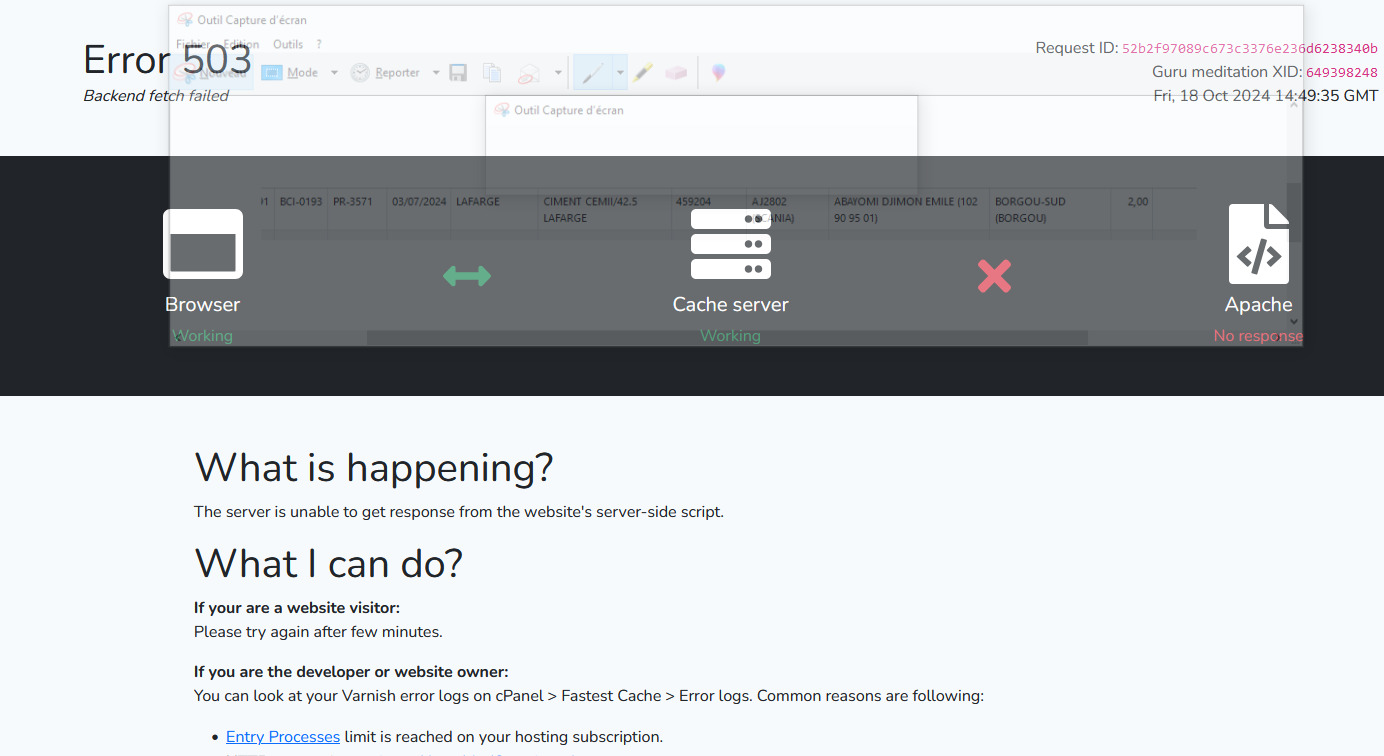 Outil Capture d'écran
Fichier Edition Outils ?
Error 503
Nouveau Mode Reporter
Backend fetch failed
Request ID: 52b2f97089c673c3376e236d6238340b
Guru meditation XID: 649398248
Fri, 18 Oct 2024 14:49:35 GMT
Outil Capture d'écran
BCI-0193 PR-3571 03/07/2024 LAFARGE CIMENT CEMII/42.5 459204 AJ2802 ABAYOMI DJIMON EMILE (102 BORGOU-SUD 2,00
LAFARGE (SCANIA) 90 95 01) (BORGOU)
Browser Cache server Apache
Working Working No response
What is happening?
The server is unable to get response from the website's server-side script.
What I can do?
If your are a website visitor:
Please try again after few minutes.
If you are the developer or website owner:
You can look at your Varnish error logs on cPanel > Fastest Cache > Error logs. Common reasons are following:
• Entry Processes limit is reached on your hosting subscription.